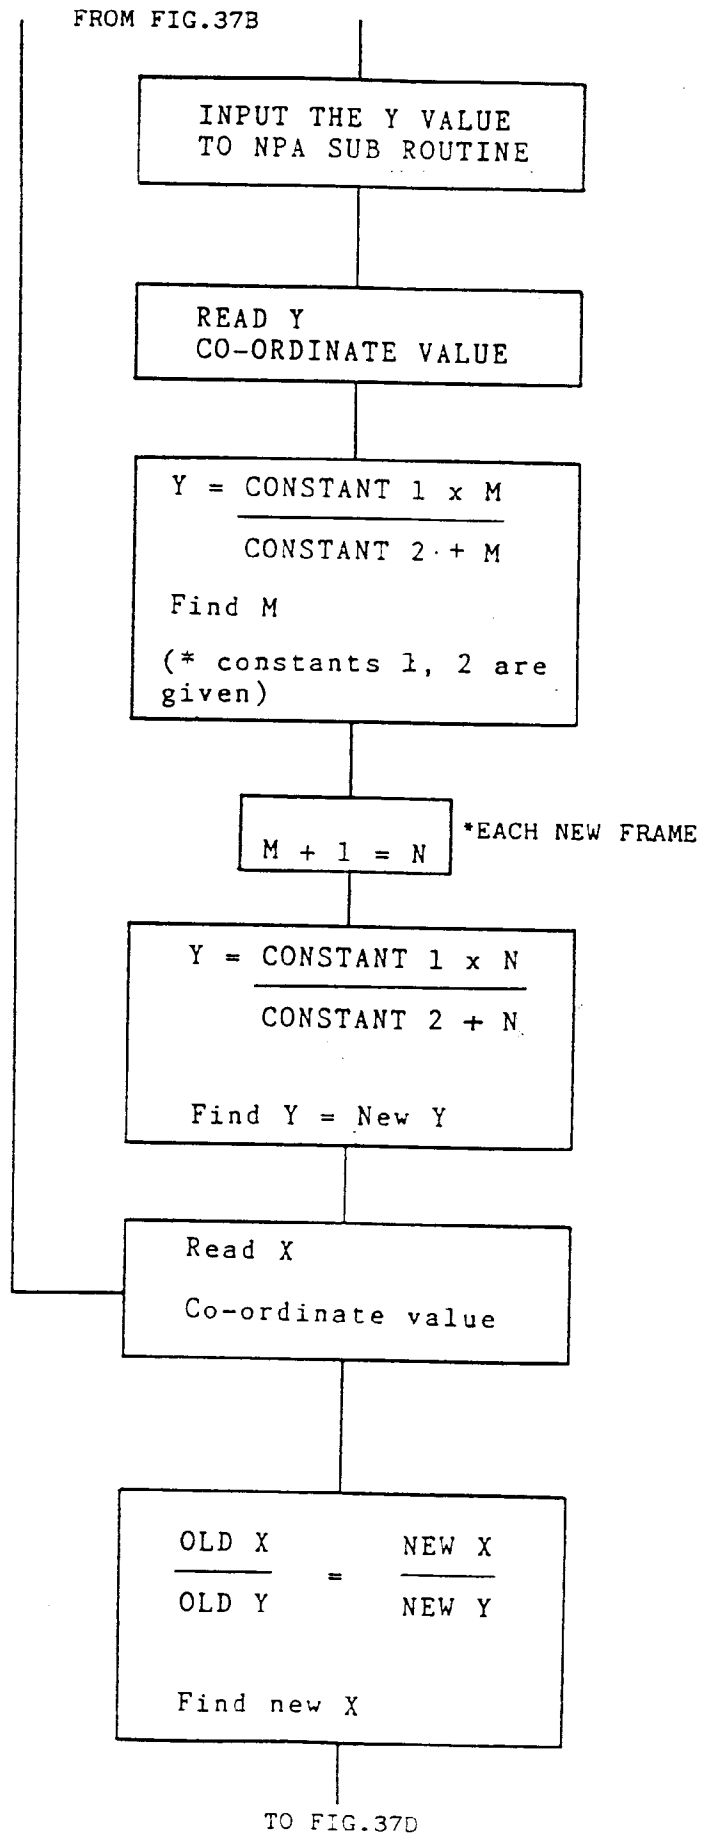 FROM FIG.37B
INPUT THE Y VALUE
TO NPA SUB ROUTINE
READ Y
CO-ORDINATE VALUE
Y = CONSTANT 1 x M
CONSTANT 2 + M
Find M
(* constants 1, 2 are
given)
M + 1 = N
*EACH NEW FRAME
Y = CONSTANT 1 x N
CONSTANT 2 + N
Find Y = New Y
Read X
Co-ordinate value
OLD X = NEW X
OLD Y NEW Y
Find new X
TO FIG.37D